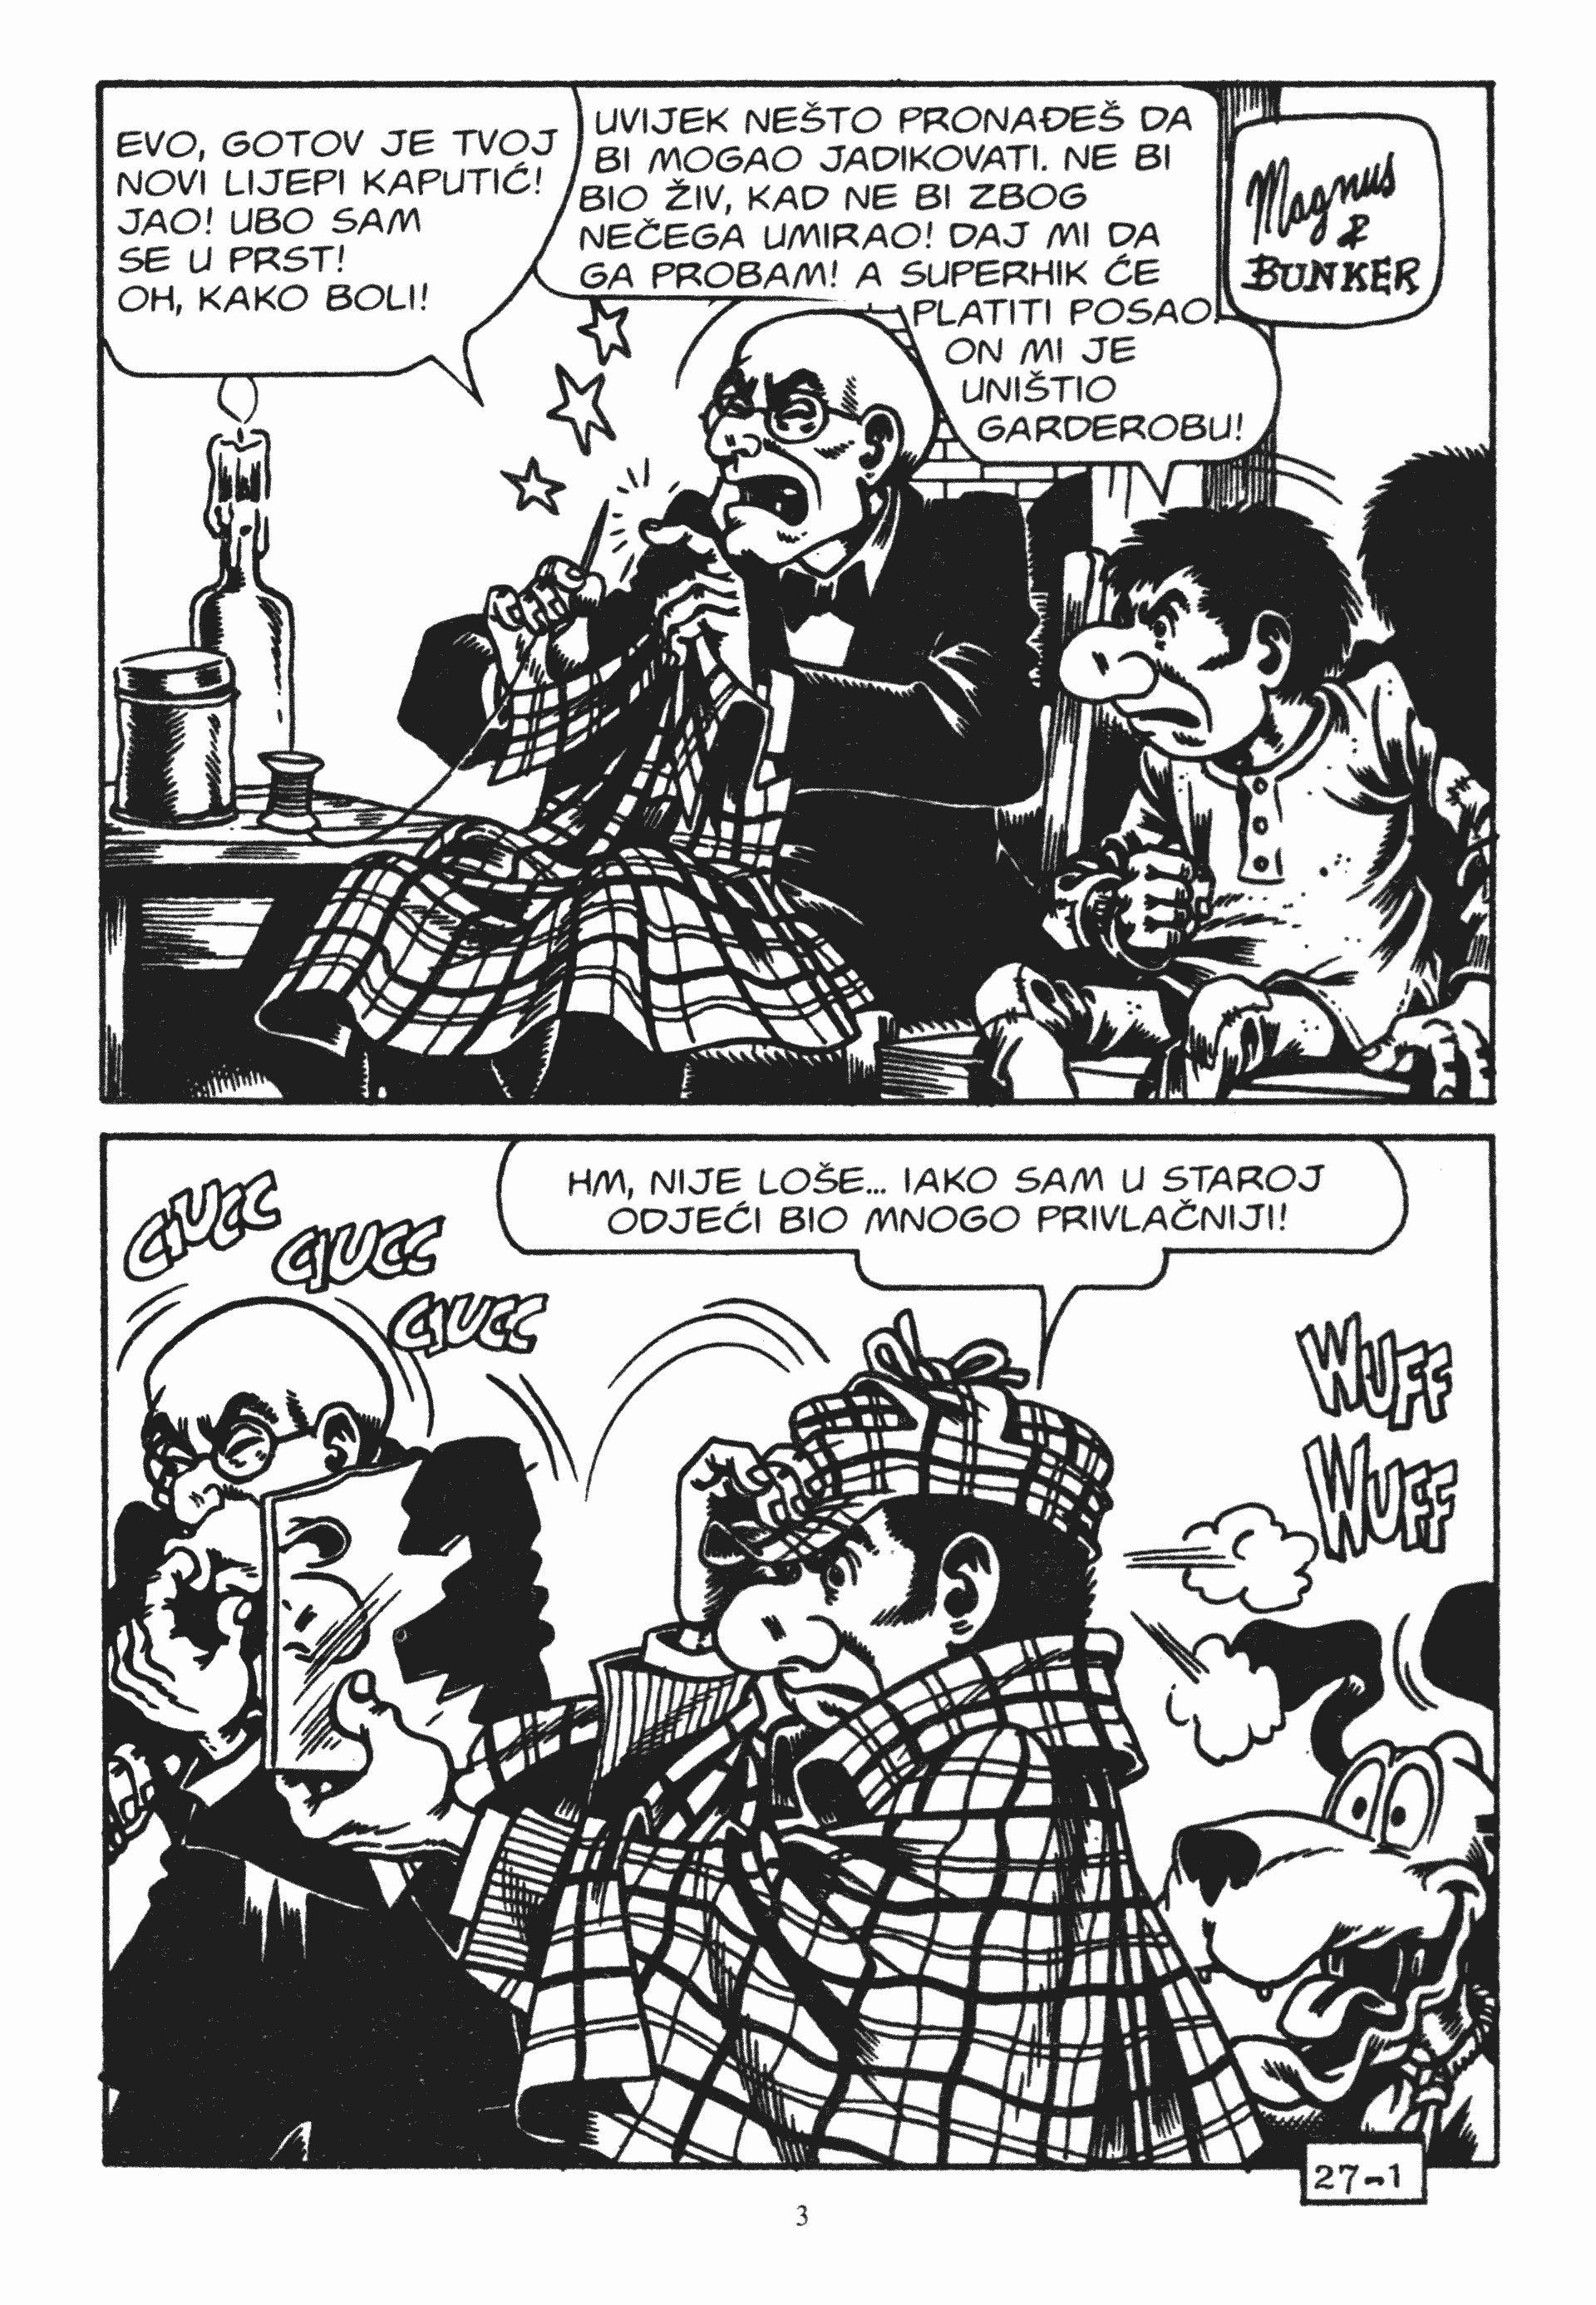 EVO, GOTOV JE TVOJ
NOVI LIJEPI KAPUTIĆ!
JAO! UBO SAM
SE U PRST!
OH, KAKO BOLI!
UVIJEK NEŠTO PRONAĐEŠ DA
BI MOGAO JADIKOVATI. NE BI
BIO ŽIV, KAD NE BI ZBOG
NEČEGA UMIRAO! DAJ MI DA
GA PROBAM! A SUPERHIK ĆE
PLATITI POSAO.
ON MI JE
UNIŠTIO
GARDEROBU!
Magnus
&
BUNKER
HM, NIJE LOŠE... IAKO SAM U STAROJ
ODJEĆI BIO MNOGO PRIVLAČNIJI!
CIUCC
CIUCC
CIUCC
WUFF
WUFF
27-1
3